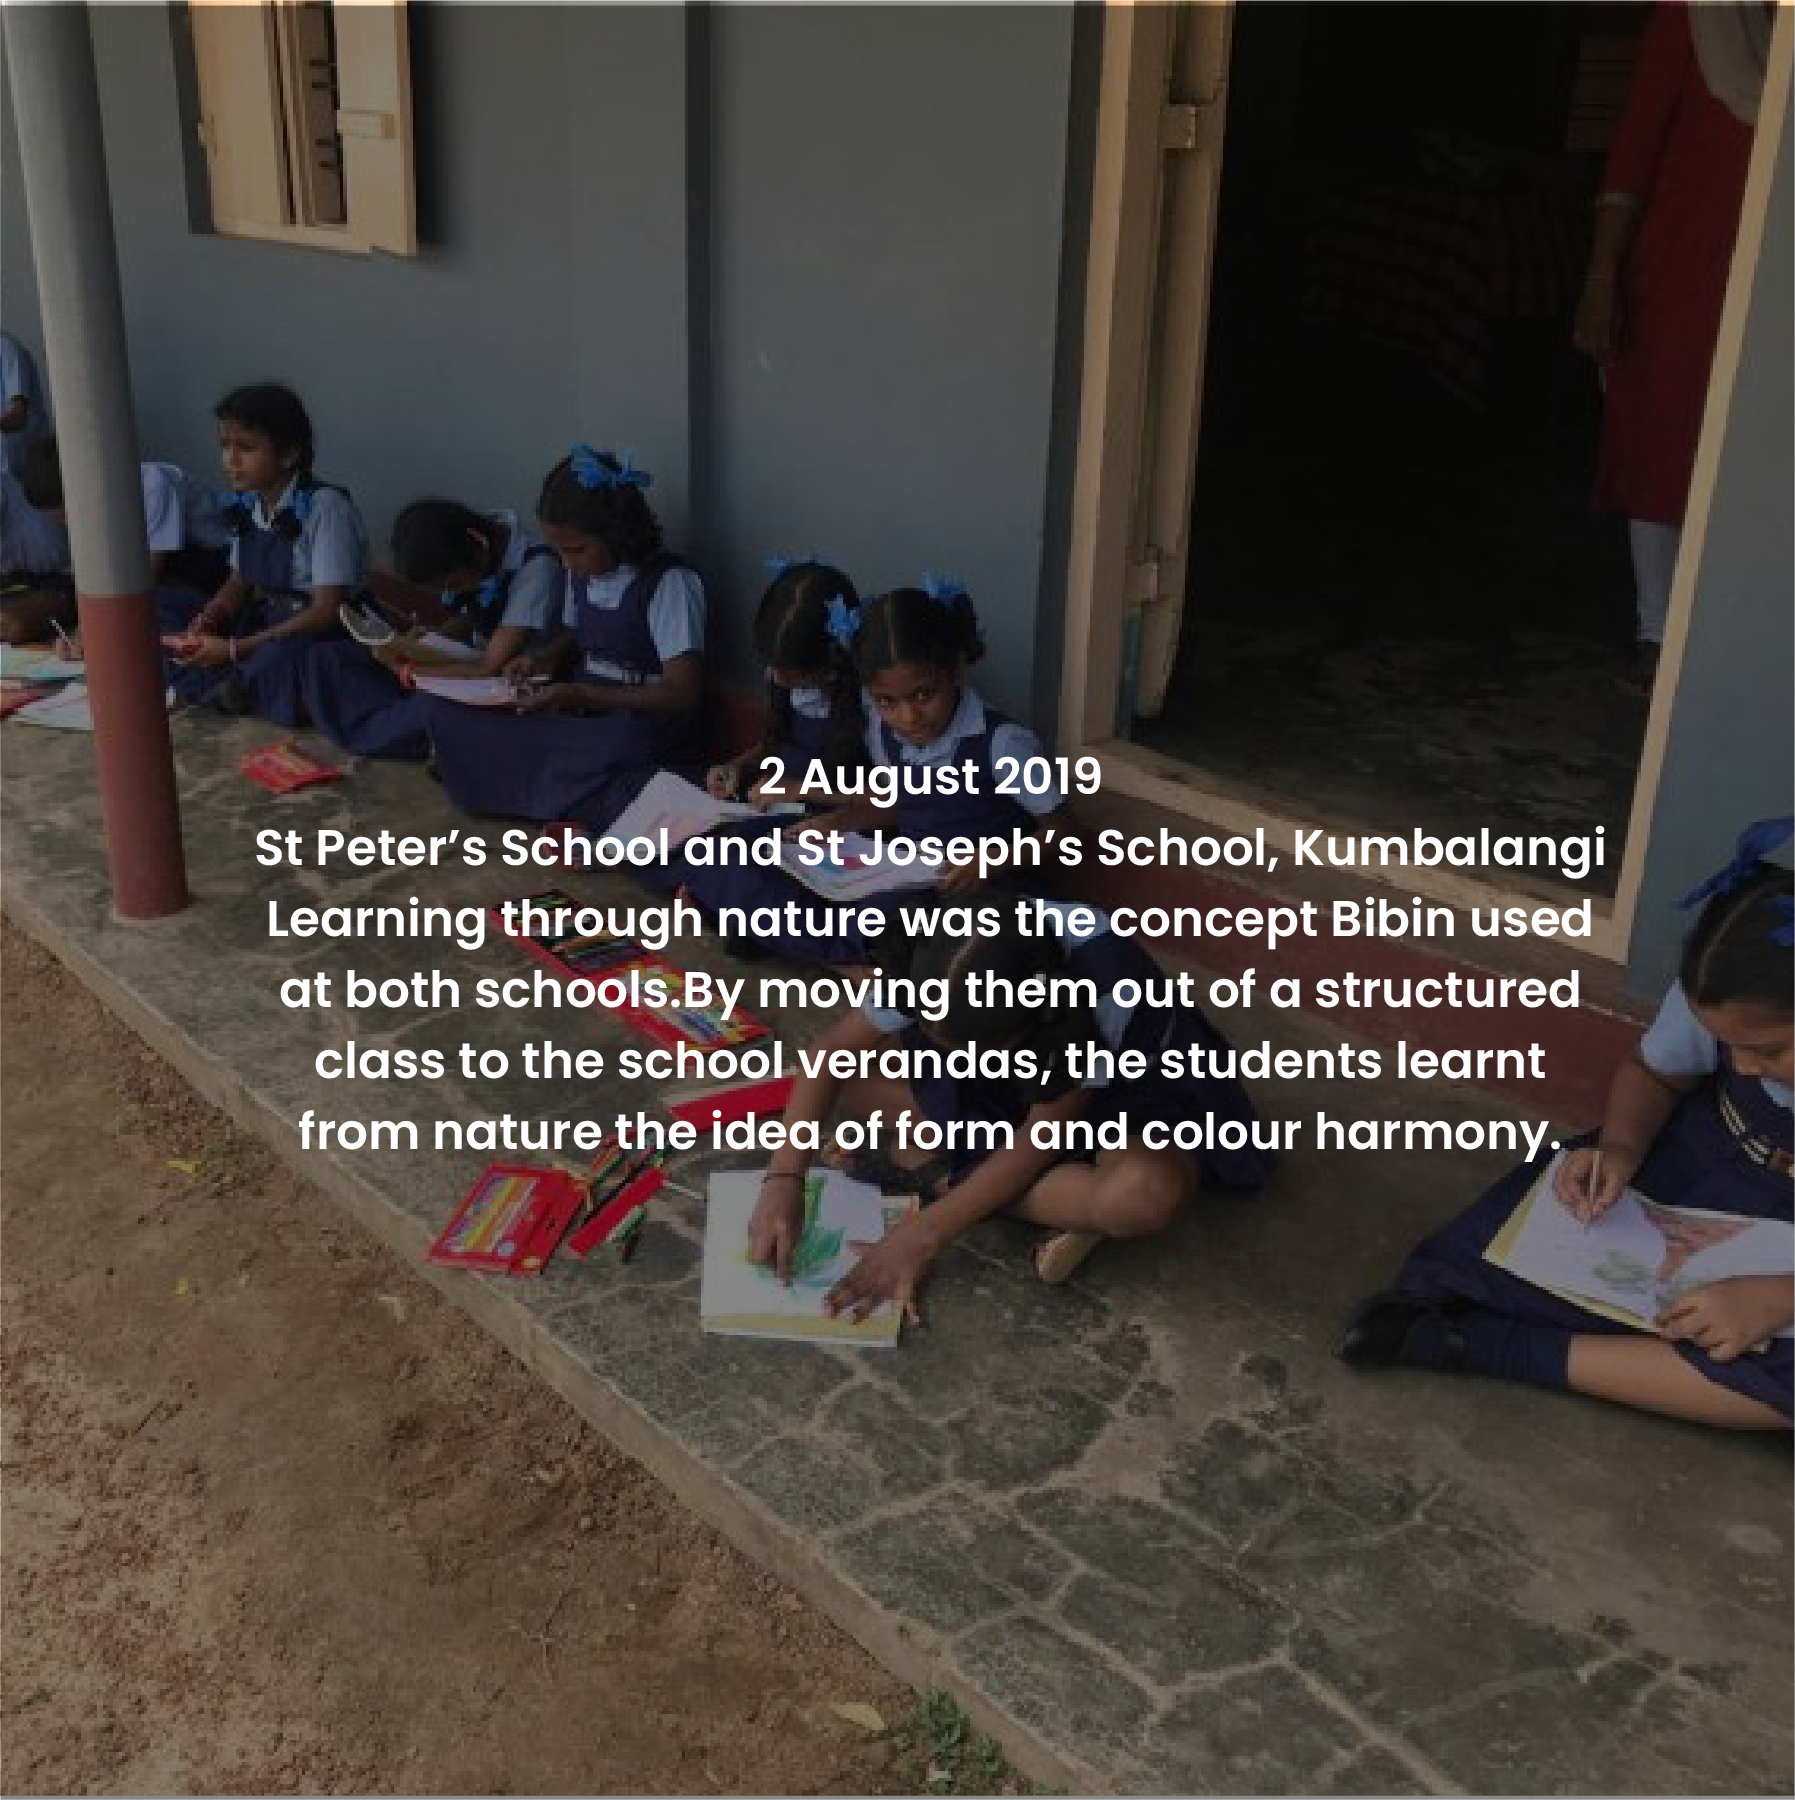 2 August 2019
St Peter’s School and St Joseph’s School, Kumbalangi
Learning through nature was the concept Bibin used
at both schools.By moving them out of a structured
class to the school verandas, the students learnt
from nature the idea of form and colour harmony.